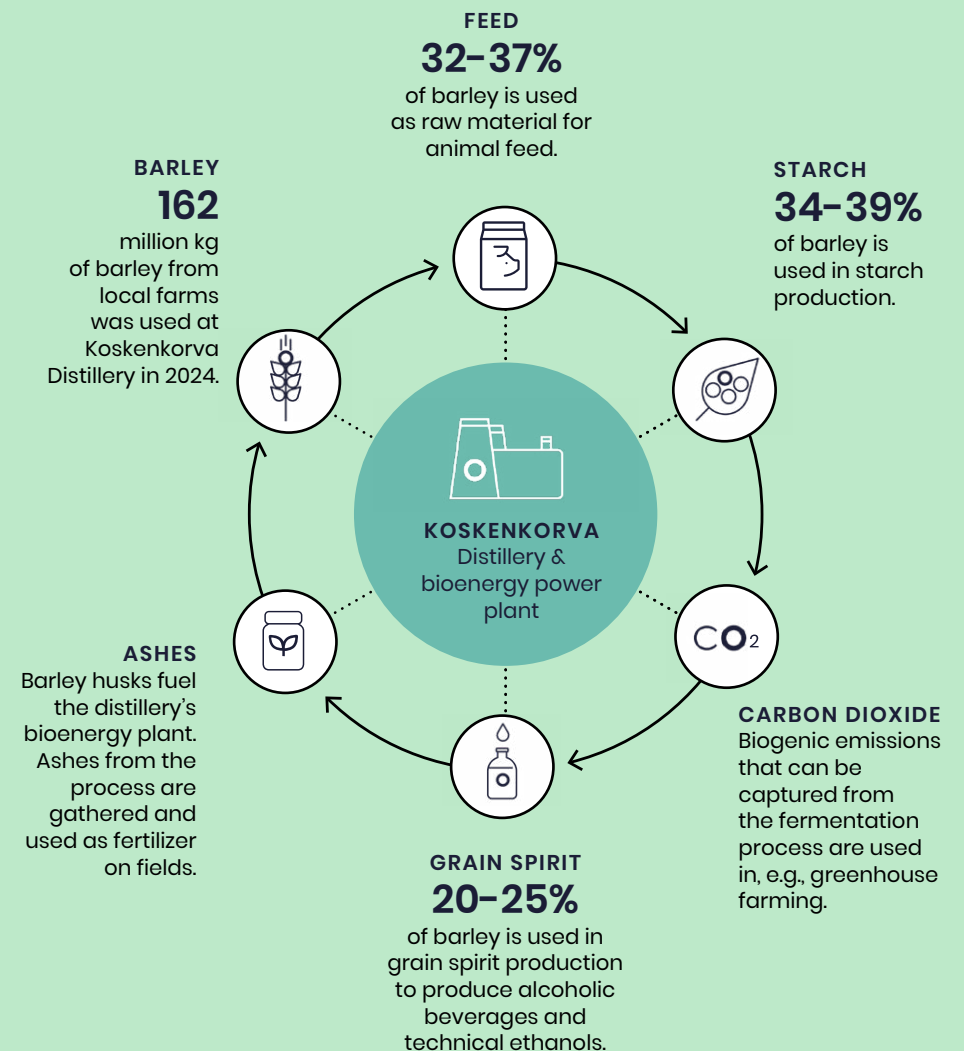 FEED
32–37%
of barley is used
as raw material for
animal feed.
STARCH
34–39%
of barley is
used in starch
production.
CO2
CARBON DIOXIDE
Biogenic emissions
that can be
captured from
the fermentation
process are used
in, e.g., greenhouse
farming.
GRAIN SPIRIT
20–25%
of barley is used in
grain spirit production
to produce alcoholic
beverages and
technical ethanols.
ASHES
Barley husks fuel
the distillery’s
bioenergy plant.
Ashes from the
process are
gathered and
used as fertilizer
on fields.
BARLEY
162
million kg
of barley from
local farms
was used at
Koskenkorva
Distillery in 2024.
KOSKENKORVA
Distillery &
bioenergy power
plant